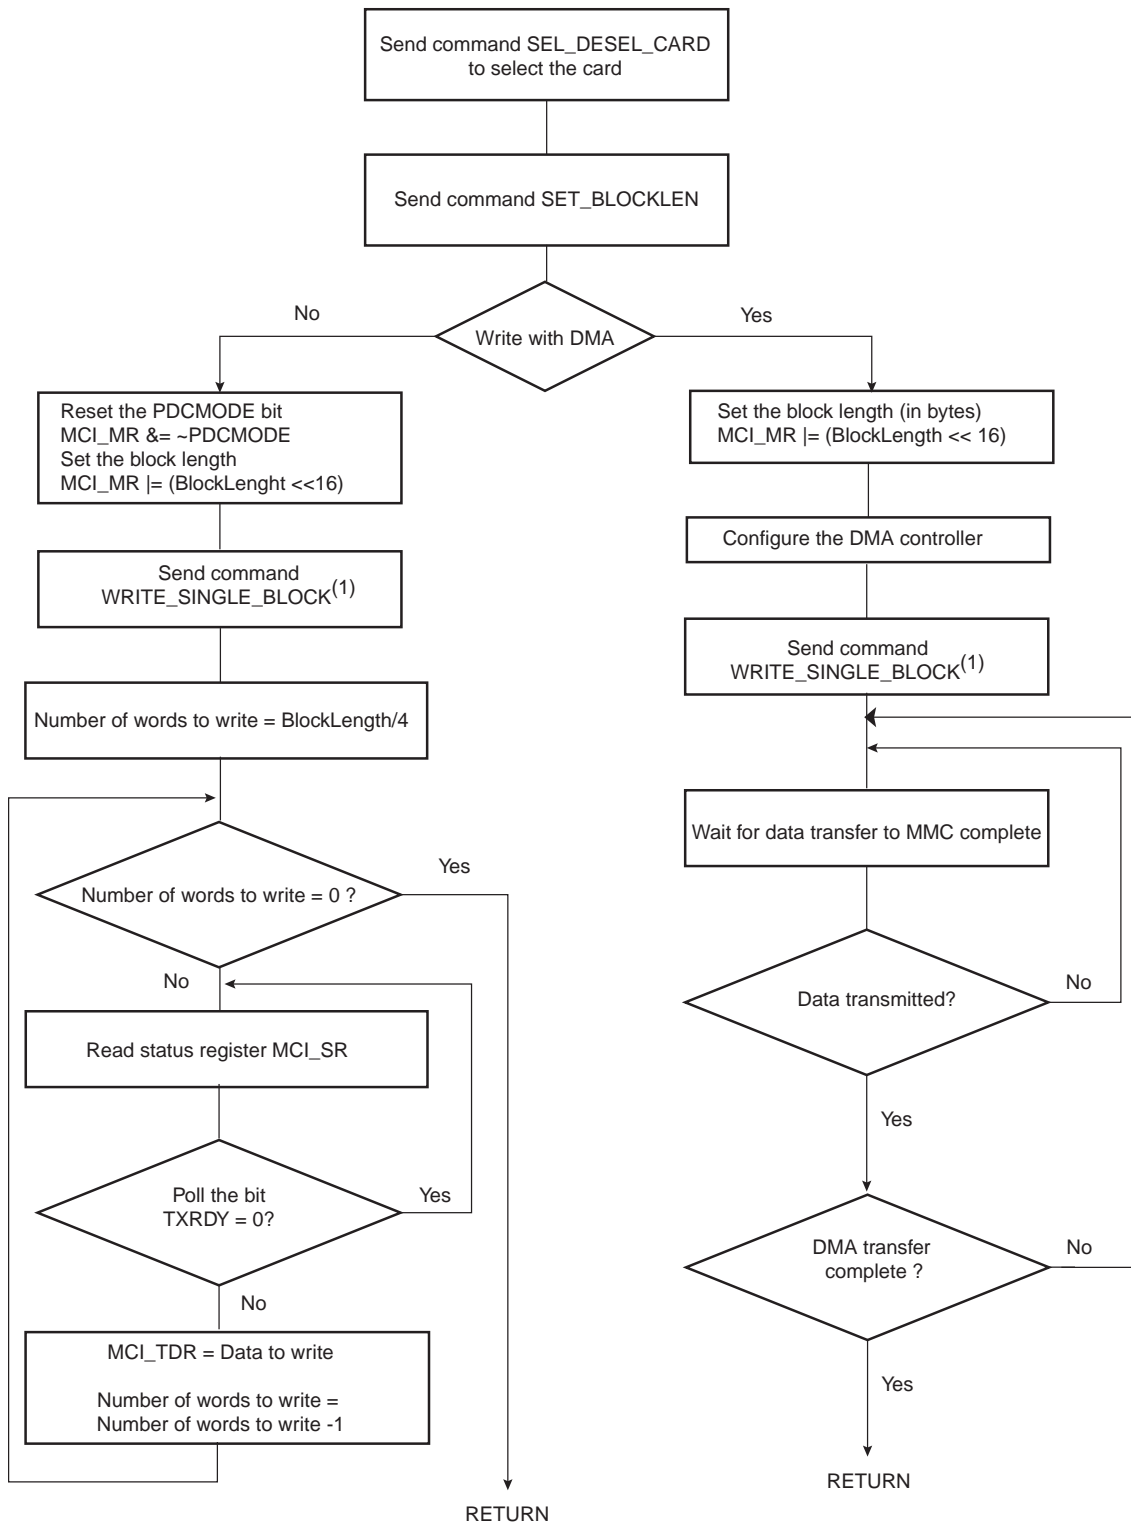 Send command SEL_DESEL_CARD
to select the card
Send command SET_BLOCKLEN
No
Write with DMA
Yes
Reset the PDCMODE bit
MCI_MR &= ~PDCMODE
Set the block length
MCI_MR |= (BlockLenght <<16)
Send command
WRITE_SINGLE_BLOCK(1)
Number of words to write = BlockLength/4
Number of words to write = 0 ?
Yes
No
Read status register MCI_SR
Poll the bit
TXRDY = 0?
Yes
No
MCI_TDR = Data to write
Number of words to write =
Number of words to write -1
RETURN
Set the block length (in bytes)
MCI_MR |= (BlockLength << 16)
Configure the DMA controller
Send command
WRITE_SINGLE_BLOCK(1)
Wait for data transfer to MMC complete
Data transmitted?
No
Yes
DMA transfer
complete ?
No
Yes
RETURN